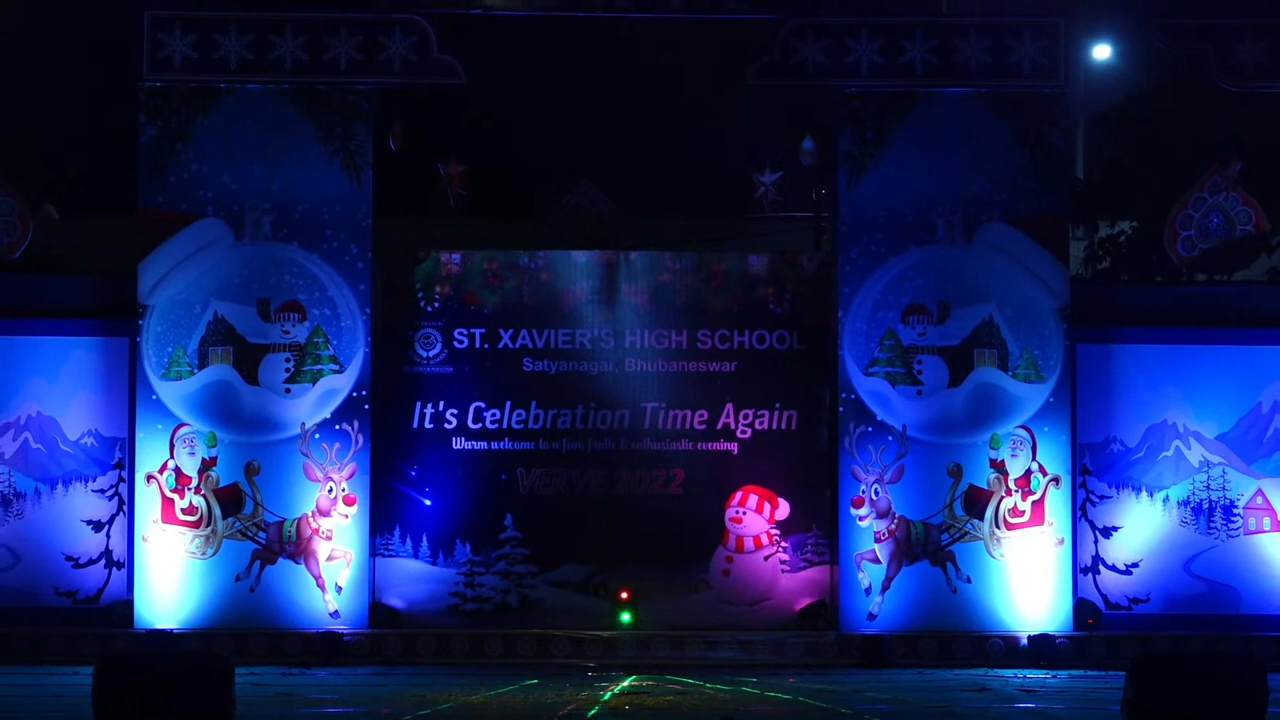 ST. XAVIER'S HIGH SCHOOL
Satyanagar, Bhubaneswar
It's Celebration Time Again
Warm welcome to a fun, frolic & enthusiastic evening
VERVE 2022